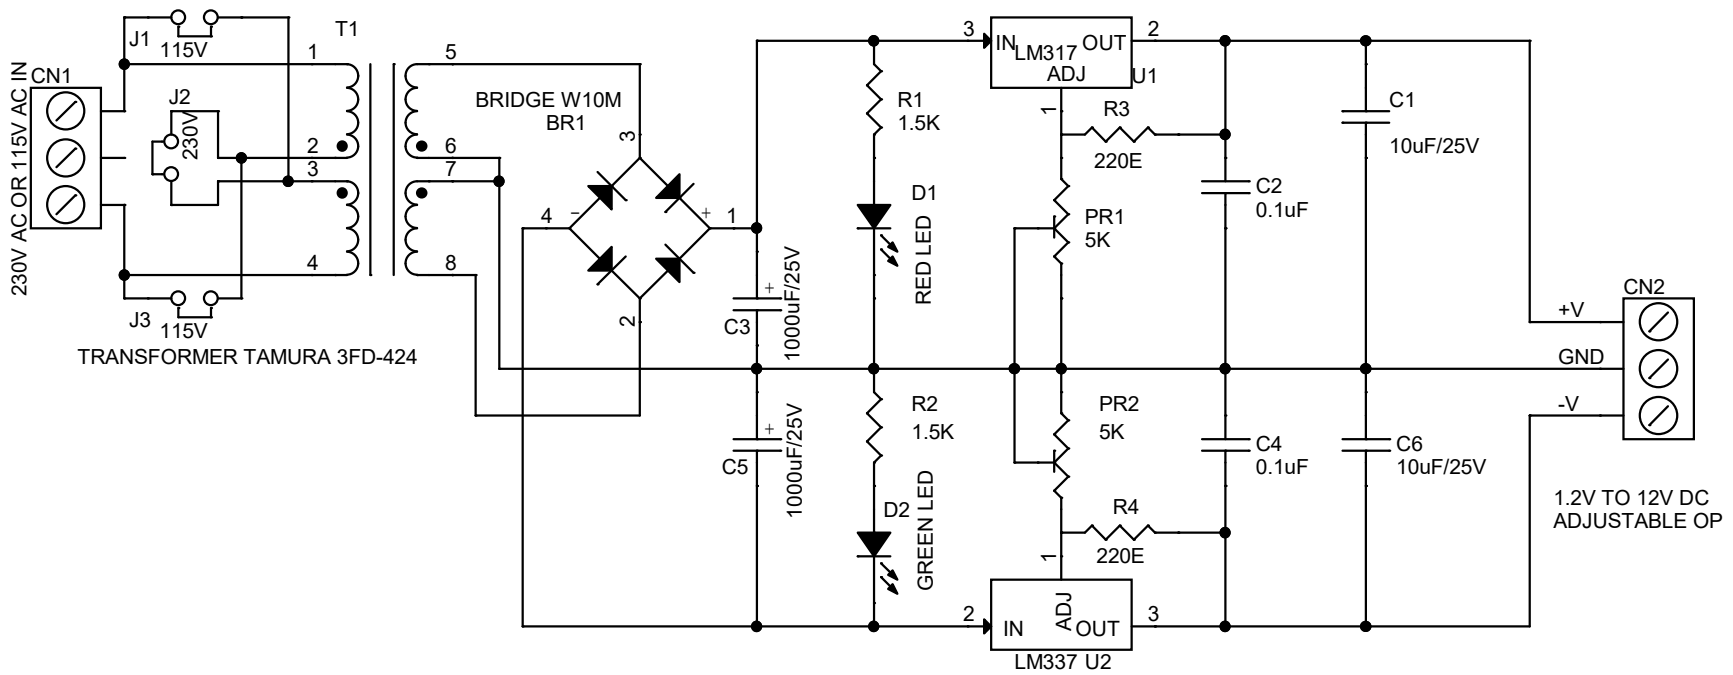 J1
115V
T1
CN1
230V AC OR 115V AC IN
J2
230V
1
2
3
4
5
6
7
8
J3
115V
TRANSFORMER TAMURA 3FD-424
BRIDGE W10M
BR1
3
4
-
+
1
2
+
C3
1000uF/25V
+
C5
1000uF/25V
R1
1.5K
D1
RED LED
R2
1.5K
D2
GREEN LED
3
IN
OUT
2
LM317
ADJ
U1
1
R3
220E
PR1
5K
PR2
5K
R4
220E
1
2
IN
ADJ
OUT
3
LM337 U2
C1
10uF/25V
C2
0.1uF
C4
0.1uF
C6
10uF/25V
CN2
+V
GND
-V
1.2V TO 12V DC
ADJUSTABLE OP